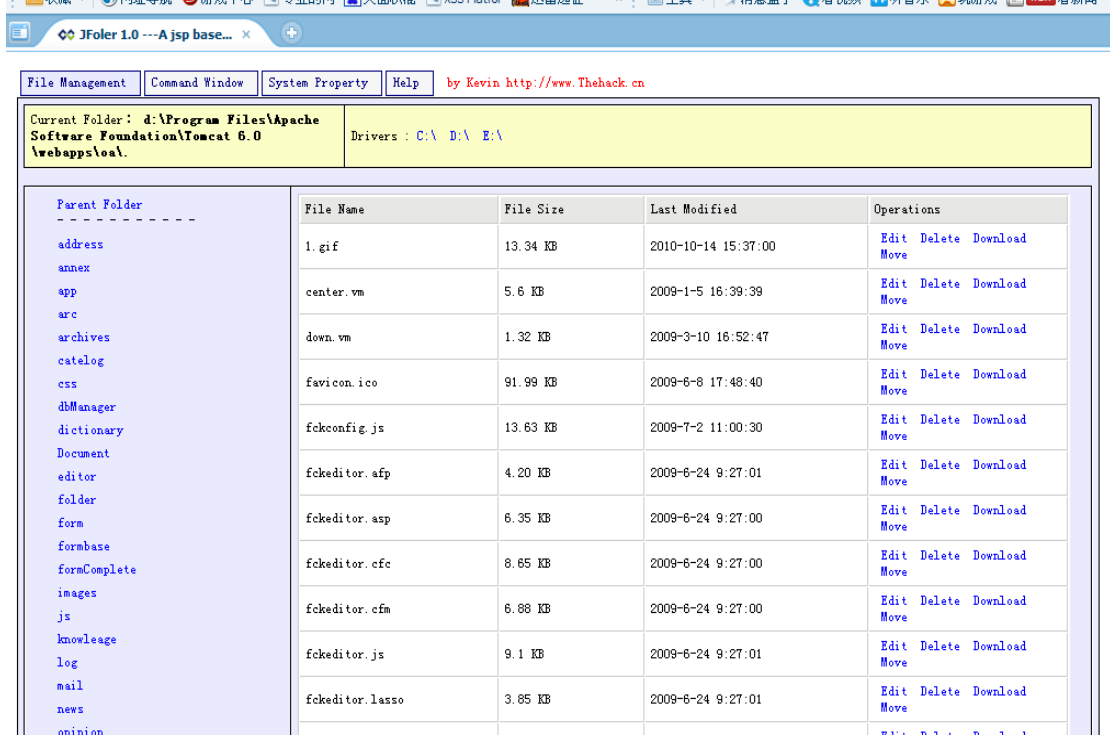 JFoler 1.0 ---A jsp base... ×
File Management Command Window System Property Help by Kevin http://www.Thehack.cn
Current Folder: d:\Program Files\Apache
Software Foundation\Tomcat 6.0
\webapps\oa\.
Drivers : C:\ D:\ E:\
Parent Folder
- - - - - - - - - - -
address
annex
app
arc
archives
catelog
css
dbManager
dictionary
Document
editor
folder
form
formbase
formComplete
images
js
knowleage
log
mail
news
opinion
File Name File Size Last Modified Operations
1.gif 13.34 KB 2010-10-14 15:37:00 Edit Delete Download
Move
center.vm 5.6 KB 2009-1-5 16:39:39 Edit Delete Download
Move
down.vm 1.32 KB 2009-3-10 16:52:47 Edit Delete Download
Move
favicon.ico 91.99 KB 2009-6-8 17:48:40 Edit Delete Download
Move
fckconfig.js 13.63 KB 2009-7-2 11:00:30 Edit Delete Download
Move
fckeditor.afp 4.20 KB 2009-6-24 9:27:01 Edit Delete Download
Move
fckeditor.asp 6.35 KB 2009-6-24 9:27:00 Edit Delete Download
Move
fckeditor.cfc 8.65 KB 2009-6-24 9:27:00 Edit Delete Download
Move
fckeditor.cfm 6.88 KB 2009-6-24 9:27:00 Edit Delete Download
Move
fckeditor.js 9.1 KB 2009-6-24 9:27:01 Edit Delete Download
Move
fckeditor.lasso 3.85 KB 2009-6-24 9:27:01 Edit Delete Download
Move